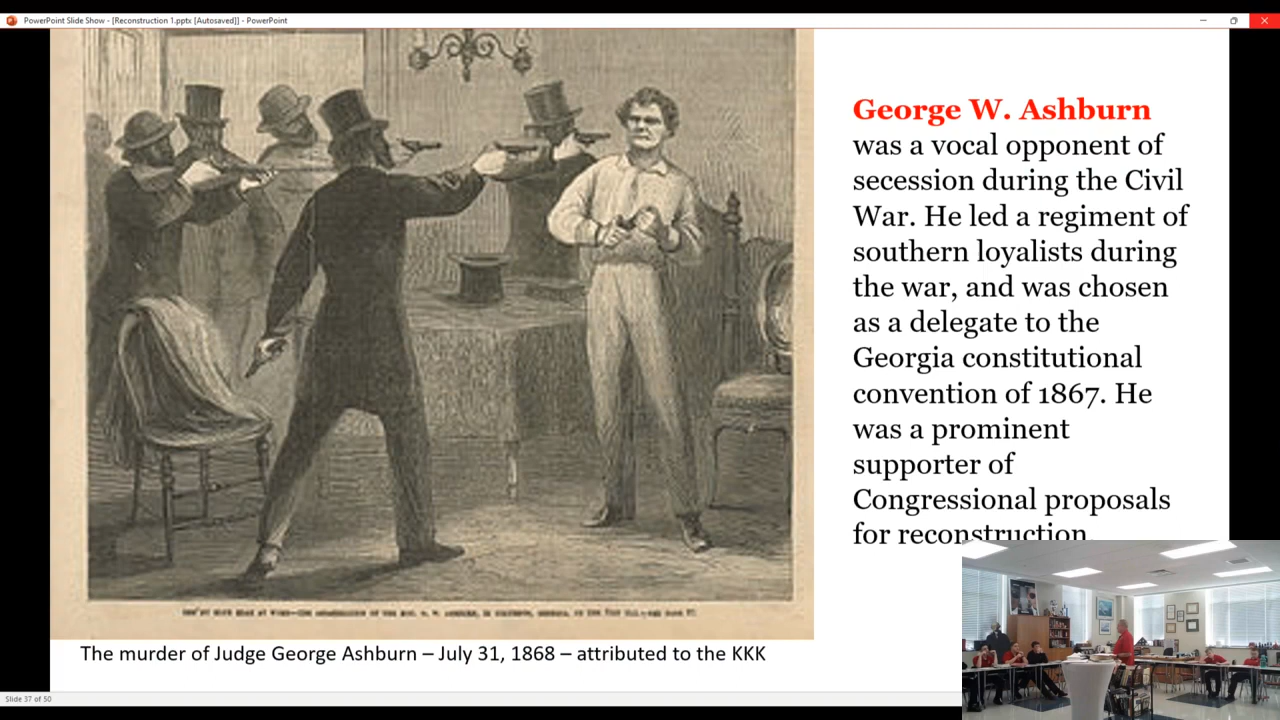 PowerPoint Slide Show - [Reconstruction 1.pptx [Autosaved]] - PowerPoint
George W. Ashburn
was a vocal opponent of
secession during the Civil
War. He led a regiment of
southern loyalists during
the war, and was chosen
as a delegate to the
Georgia constitutional
convention of 1867. He
was a prominent
supporter of
Congressional proposals
for reconstruction.
The murder of Judge George Ashburn – July 31, 1868 – attributed to the KKK
Slide 37 of 50